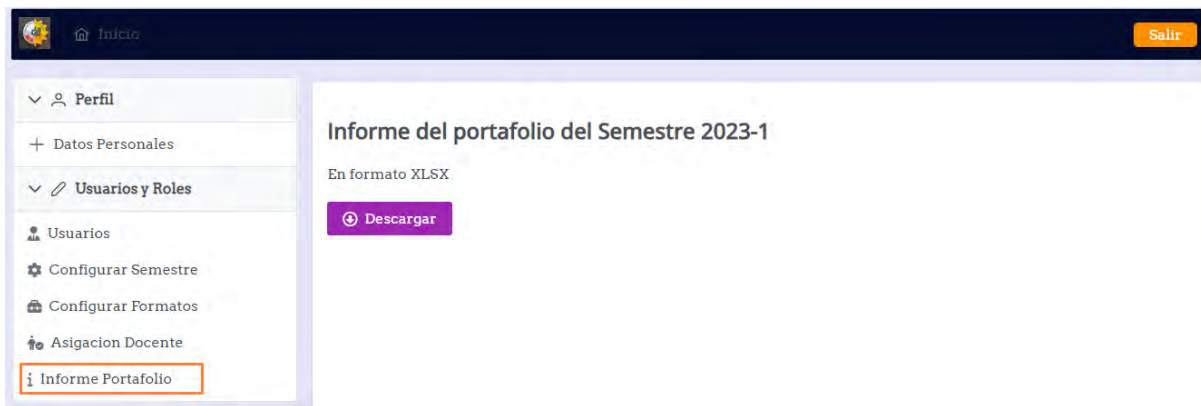 Inicio
Salir
Perfil
Datos Personales
Usuarios y Roles
Usuarios
Configurar Semestre
Configurar Formatos
Asigacion Docente
Informe Portafolio
Informe del portafolio del Semestre 2023-1
En formato XLSX
Descargar